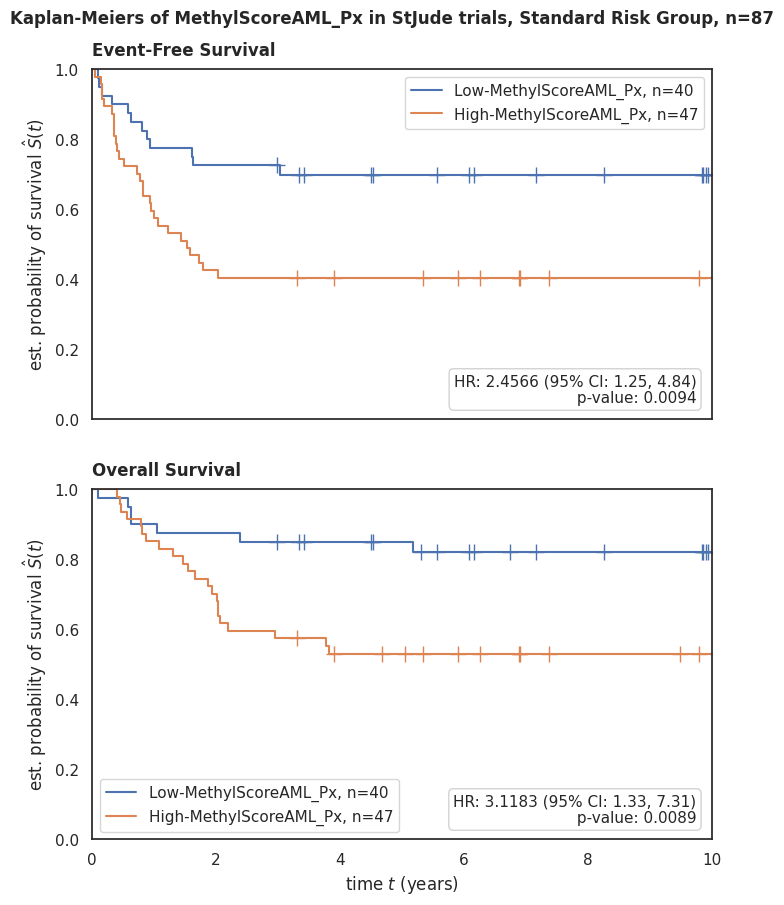 Kaplan-Meiers of MethylScoreAML_Px in StJude trials, Standard Risk Group, n=87
Event-Free Survival
1.0
0.8
0.6
0.4
0.2
0.0
est. probability of survival Ŝ(t)
Low-MethylScoreAML_Px, n=40
High-MethylScoreAML_Px, n=47
HR: 2.4566 (95% CI: 1.25, 4.84)
p-value: 0.0094
Overall Survival
1.0
0.8
0.6
0.4
0.2
0.0
est. probability of survival Ŝ(t)
Low-MethylScoreAML_Px, n=40
High-MethylScoreAML_Px, n=47
HR: 3.1183 (95% CI: 1.33, 7.31)
p-value: 0.0089
0 2 4 6 8 10
time t (years)